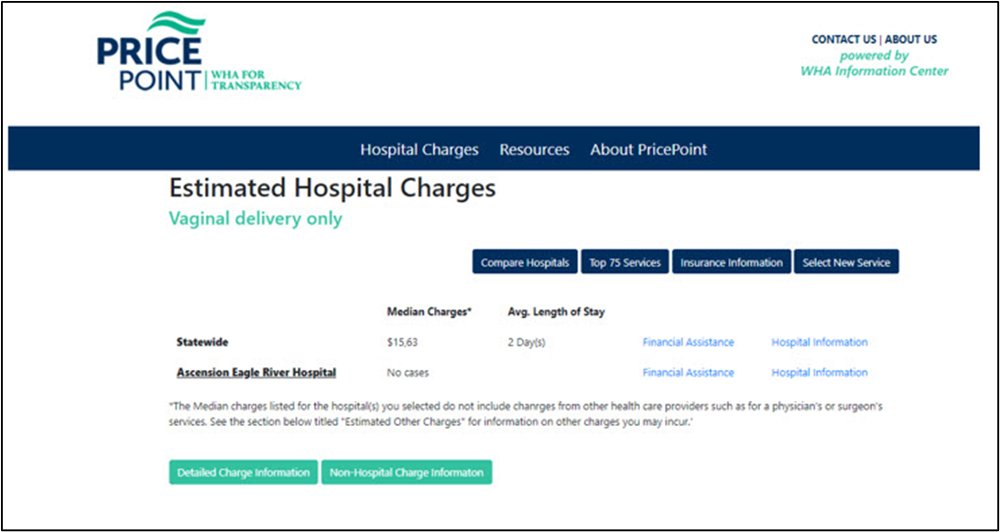 PRICE
POINT
WHA FOR
TRANSPARENCY
CONTACT US | ABOUT US
powered by
WHA Information Center
Hospital Charges Resources About PricePoint
Estimated Hospital Charges
Vaginal delivery only
Compare Hospitals Top 75 Services Insurance Information Select New Service
Median Charges* Avg. Length of Stay
Statewide $15,63 2 Day(s) Financial Assistance Hospital Information
Ascension Eagle River Hospital No cases Financial Assistance Hospital Information
*The Median charges listed for the hospital(s) you selected do not include chanrges from other health care providers such as for a physician's or surgeon's
services. See the section below titled "Estimated Other Charges" for information on other charges you may incur.'
Detailed Charge Information Non-Hospital Charge Informaton